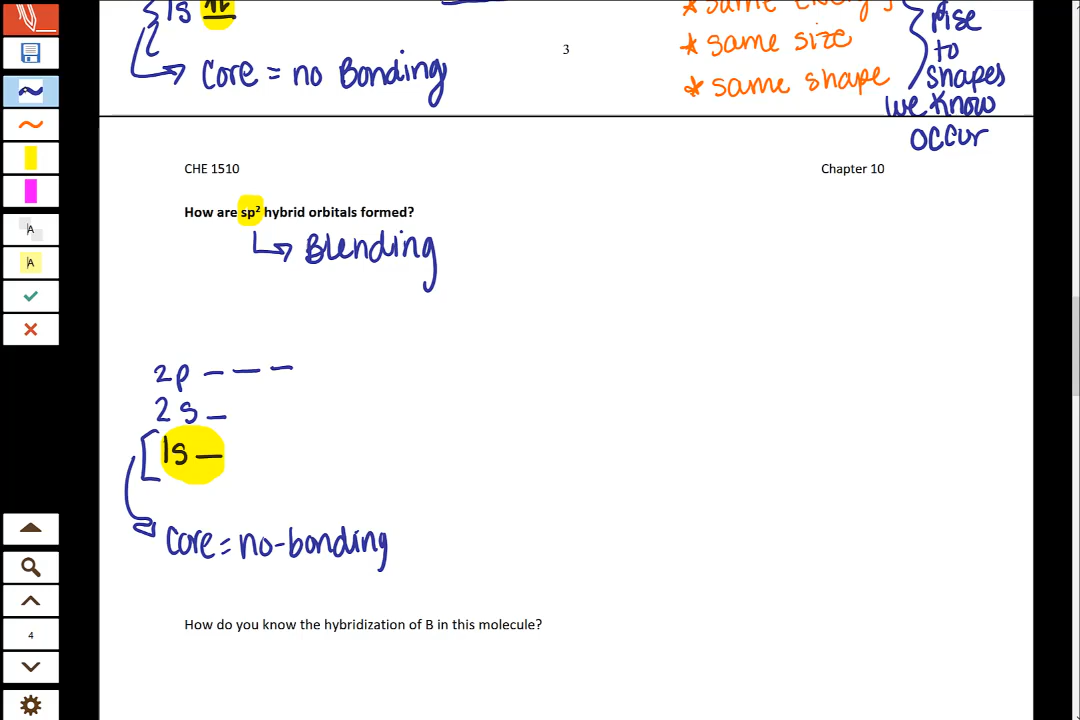 1s
Core = no Bonding
3
* same size
* same shape
rise
to
shapes
we know
occur
CHE 1510
Chapter 10
How are sp² hybrid orbitals formed?
Blending
2p _ _ _
2s _
1s _
Core = no-bonding
How do you know the hybridization of B in this molecule?
A
A
4